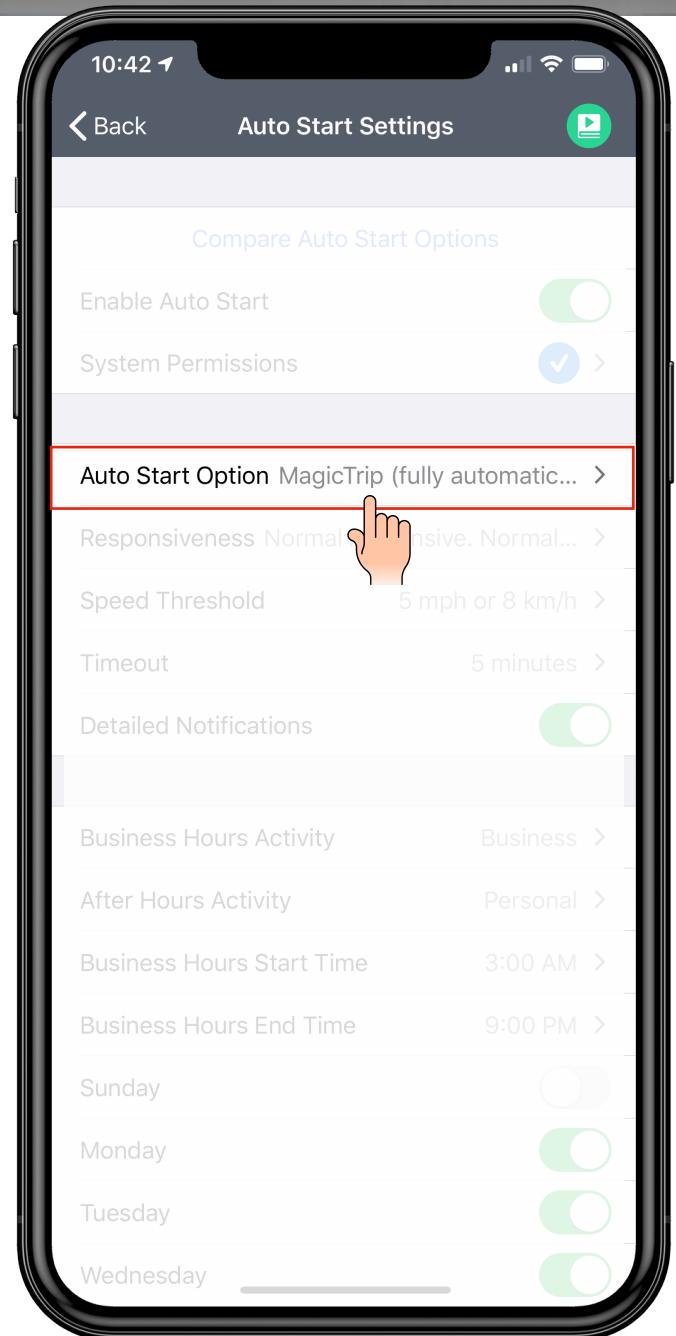 10:42
Back Auto Start Settings
Compare Auto Start Options
Enable Auto Start
System Permissions
Auto Start Option MagicTrip (fully automatic...
Responsiveness Normal nsive. Normal...
Speed Threshold 5 mph or 8 km/h
Timeout 5 minutes
Detailed Notifications
Business Hours Activity Business
After Hours Activity Personal
Business Hours Start Time 3:00 AM
Business Hours End Time 9:00 PM
Sunday
Monday
Tuesday
Wednesday